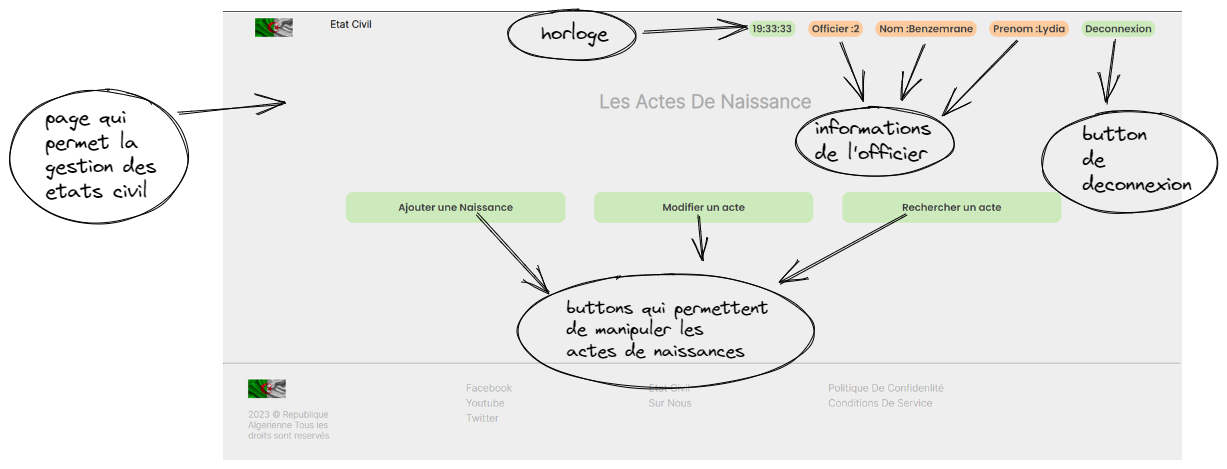 Etat Civil
horloge
19:33:33
Officier :2
Nom :Benzemrane
Prenom :Lydia
Deconnexion
page qui
permet la
gestion des
etats civil
Les Actes De Naissance
informations
de l'officier
button
de
deconnexion
Ajouter une Naissance
Modifier un acte
Rechercher un acte
buttons qui permettent
de manipuler les
actes de naissances
2023 © Republique
Algerienne Tous les
droits sont reservés
Facebook
Youtube
Twitter
Etat Civil
Sur Nous
Politique De Confidenlité
Conditions De Service